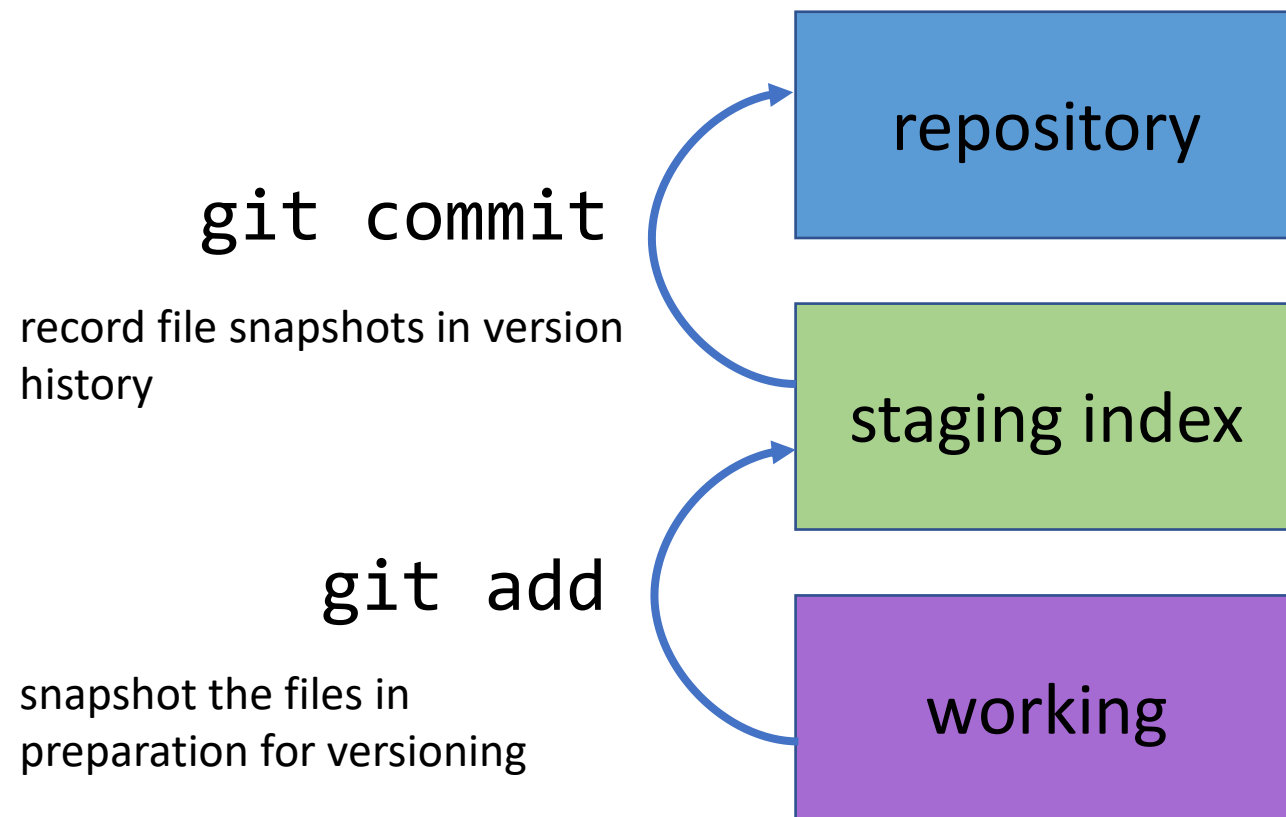 repository
git commit
record file snapshots in version
history
staging index
git add
snapshot the files in
preparation for versioning
working